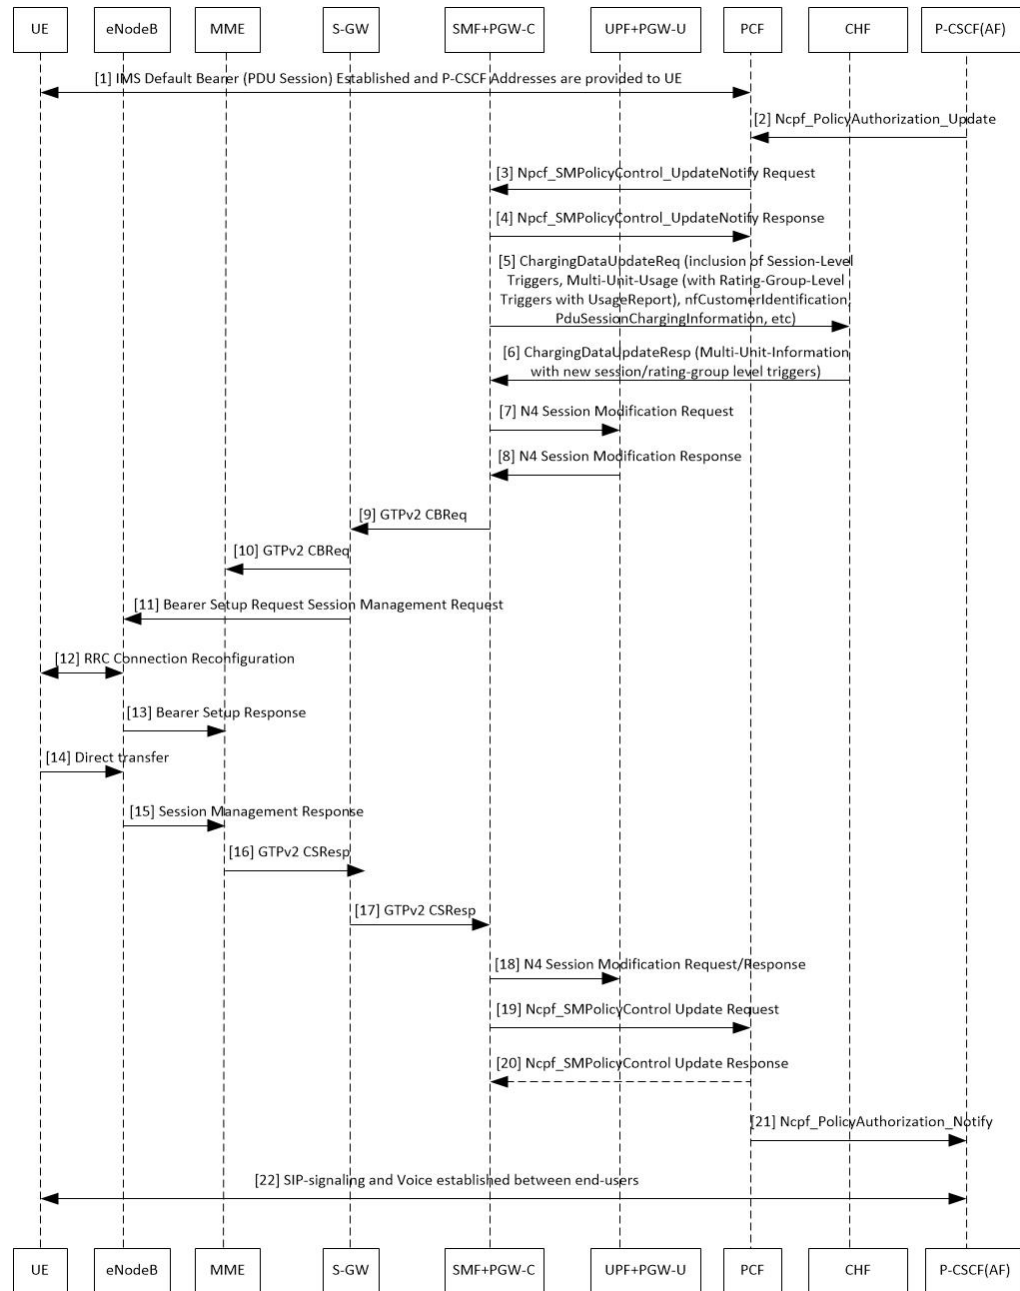 UE
eNodeB
MME
S-GW
SMF+PGW-C
UPF+PGW-U
PCF
CHF
P-CSCF(AF)
[1] IMS Default Bearer (PDU Session) Established and P-CSCF Addresses are provided to UE
[2] Ncpf_PolicyAuthorization_Update
[3] Npcf_SMPolicyControl_UpdateNotify Request
[4] Npcf_SMPolicyControl_UpdateNotify Response
[5] ChargingDataUpdateReq (inclusion of Session-Level
Triggers, Multi-Unit-Usage (with Rating-Group-Level
Triggers with UsageReport), nfCustomerIdentification,
PduSessionChargingInformation, etc)
[6] ChargingDataUpdateResp (Multi-Unit-Information
with new session/rating-group level triggers)
[7] N4 Session Modification Request
[8] N4 Session Modification Response
[9] GTPv2 CBReq
[10] GTPv2 CBReq
[11] Bearer Setup Request Session Management Request
[12] RRC Connection Reconfiguration
[13] Bearer Setup Response
[14] Direct transfer
[15] Session Management Response
[16] GTPv2 CSResp
[17] GTPv2 CSResp
[18] N4 Session Modification Request/Response
[19] Ncpf_SMPolicyControl Update Request
[20] Ncpf_SMPolicyControl Update Response
[21] Ncpf_PolicyAuthorization_Notify
[22] SIP-signaling and Voice established between end-users
UE
eNodeB
MME
S-GW
SMF+PGW-C
UPF+PGW-U
PCF
CHF
P-CSCF(AF)